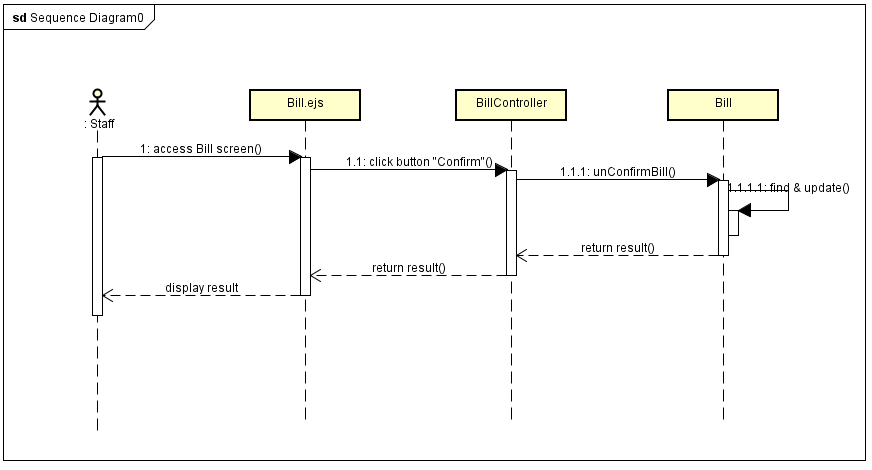 sd Sequence Diagram0
Bill.ejs
BillController
Bill
: Staff
1: access Bill screen()
1.1: click button "Confirm"()
1.1.1: unConfirmBill()
1.1.1.1: find & update()
return result()
return result()
display result